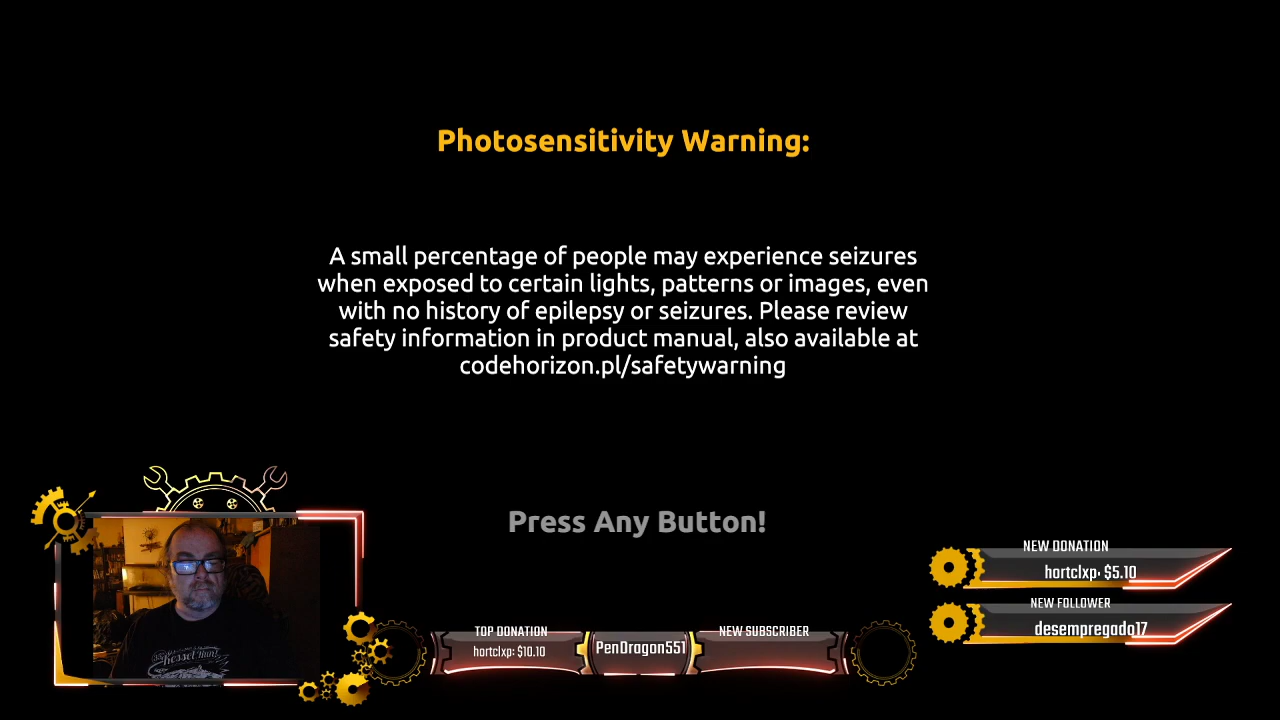 Photosensitivity Warning:
A small percentage of people may experience seizures
when exposed to certain lights, patterns or images, even
with no history of epilepsy or seizures. Please review
safety information in product manual, also available at
codehorizon.pl/safetywarning
Press Any Button!
NEW DONATION
hortclxp: $5.10
NEW FOLLOWER
desempregado17
TOP DONATION
hortclxp: $10.10
PenDragon551
NEW SUBSCRIBER
Kessel Run